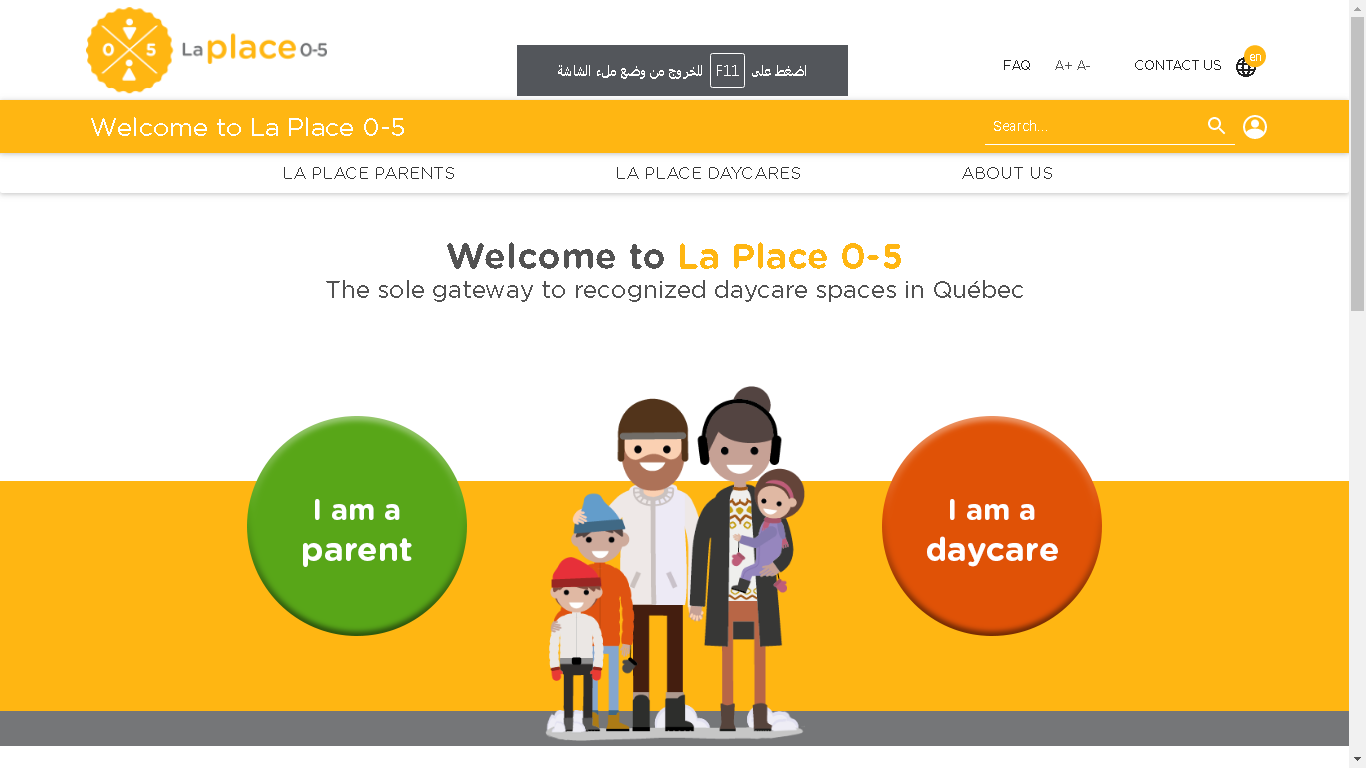 0 5 La place 0-5
اضغط على F11 للخروج من وضع ملء الشاشة
FAQ A+ A- CONTACT US en
Welcome to La Place 0-5
Search...
LA PLACE PARENTS LA PLACE DAYCARES ABOUT US
Welcome to La Place 0-5
The sole gateway to recognized daycare spaces in Québec
I am a
parent
I am a
daycare